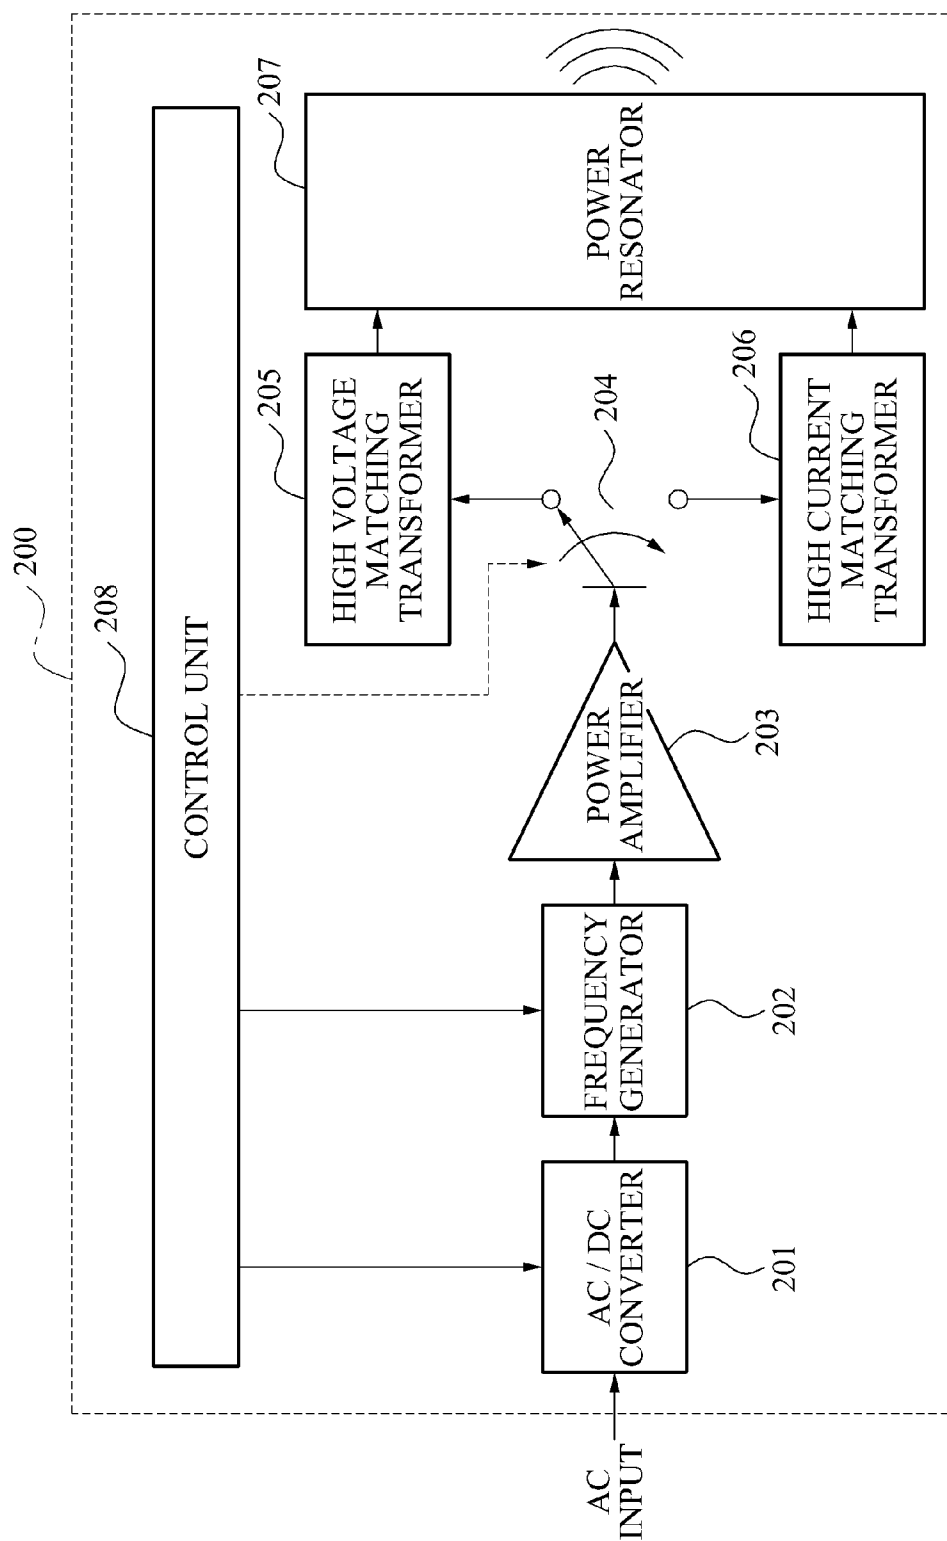 200
208
CONTROL UNIT
AC
INPUT
AC / DC
CONVERTER
201
FREQUENCY
GENERATOR
202
POWER
AMPLIFIER
203
204
205
HIGH VOLTAGE
MATCHING
TRANSFORMER
206
HIGH CURRENT
MATCHING
TRANSFORMER
207
POWER
RESONATOR